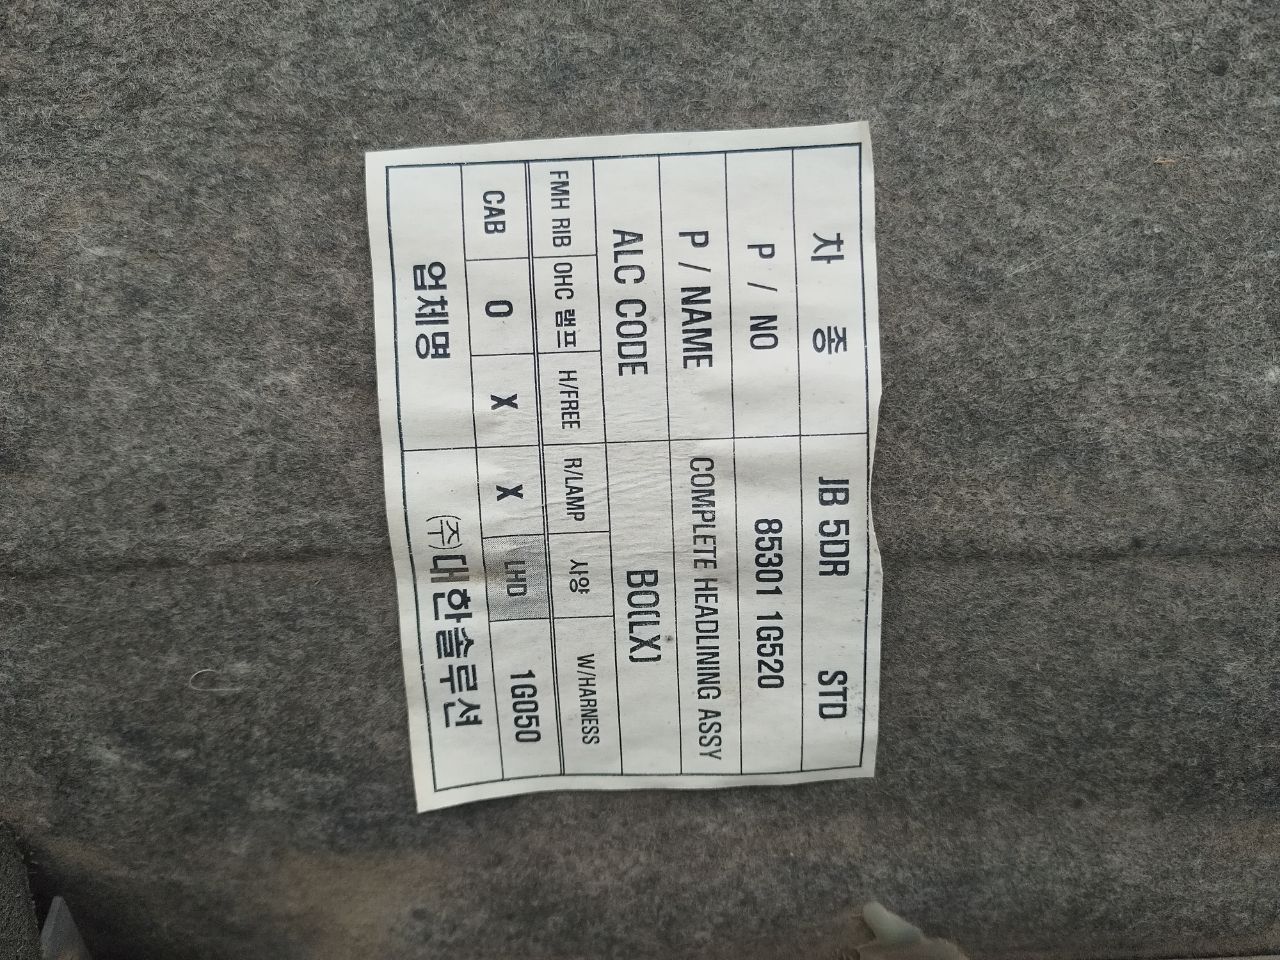 차 종 JB 5DR STD
P / NO 85301 1G520
P / NAME COMPLETE HEADLINING ASSY
ALC CODE BO(LX)
FMH RIB OHC 램프 H/FREE R/LAMP 사양 W/HARNESS
CAB O X X LHD 1G050
업체명 (주)대한솔루션